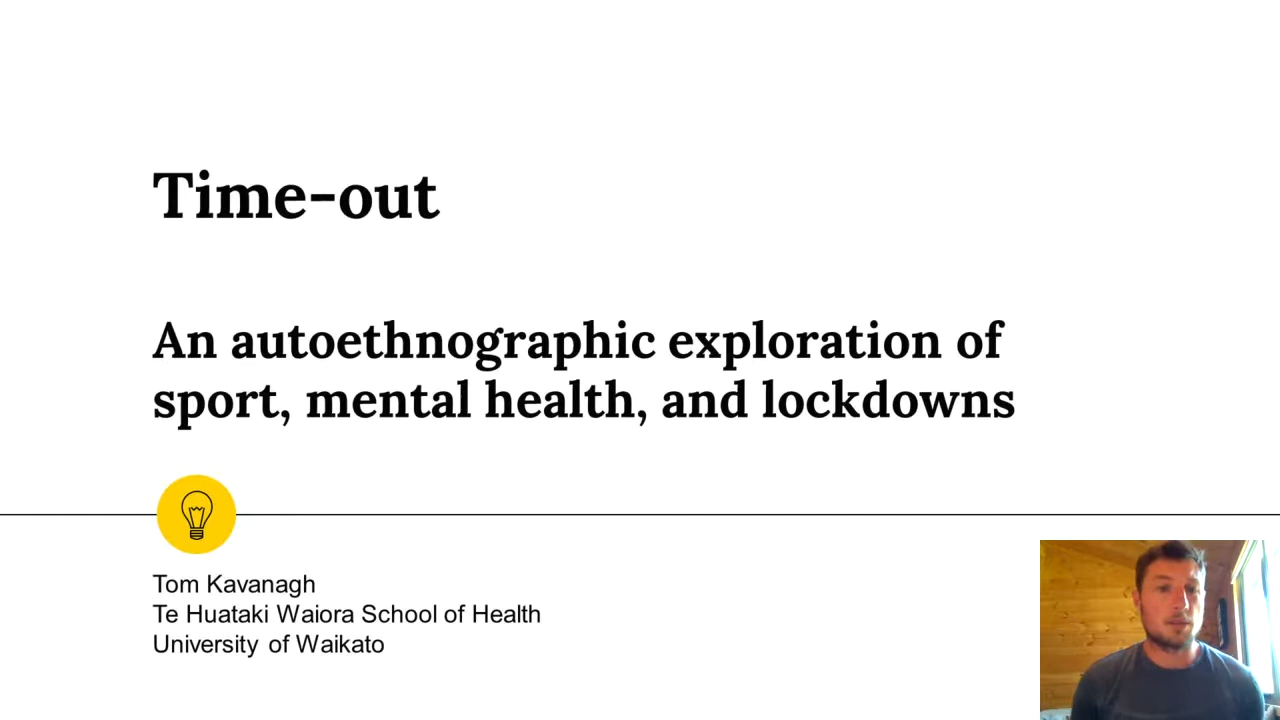 Time-out
An autoethnographic exploration of
sport, mental health, and lockdowns
Tom Kavanagh
Te Huataki Waiora School of Health
University of Waikato